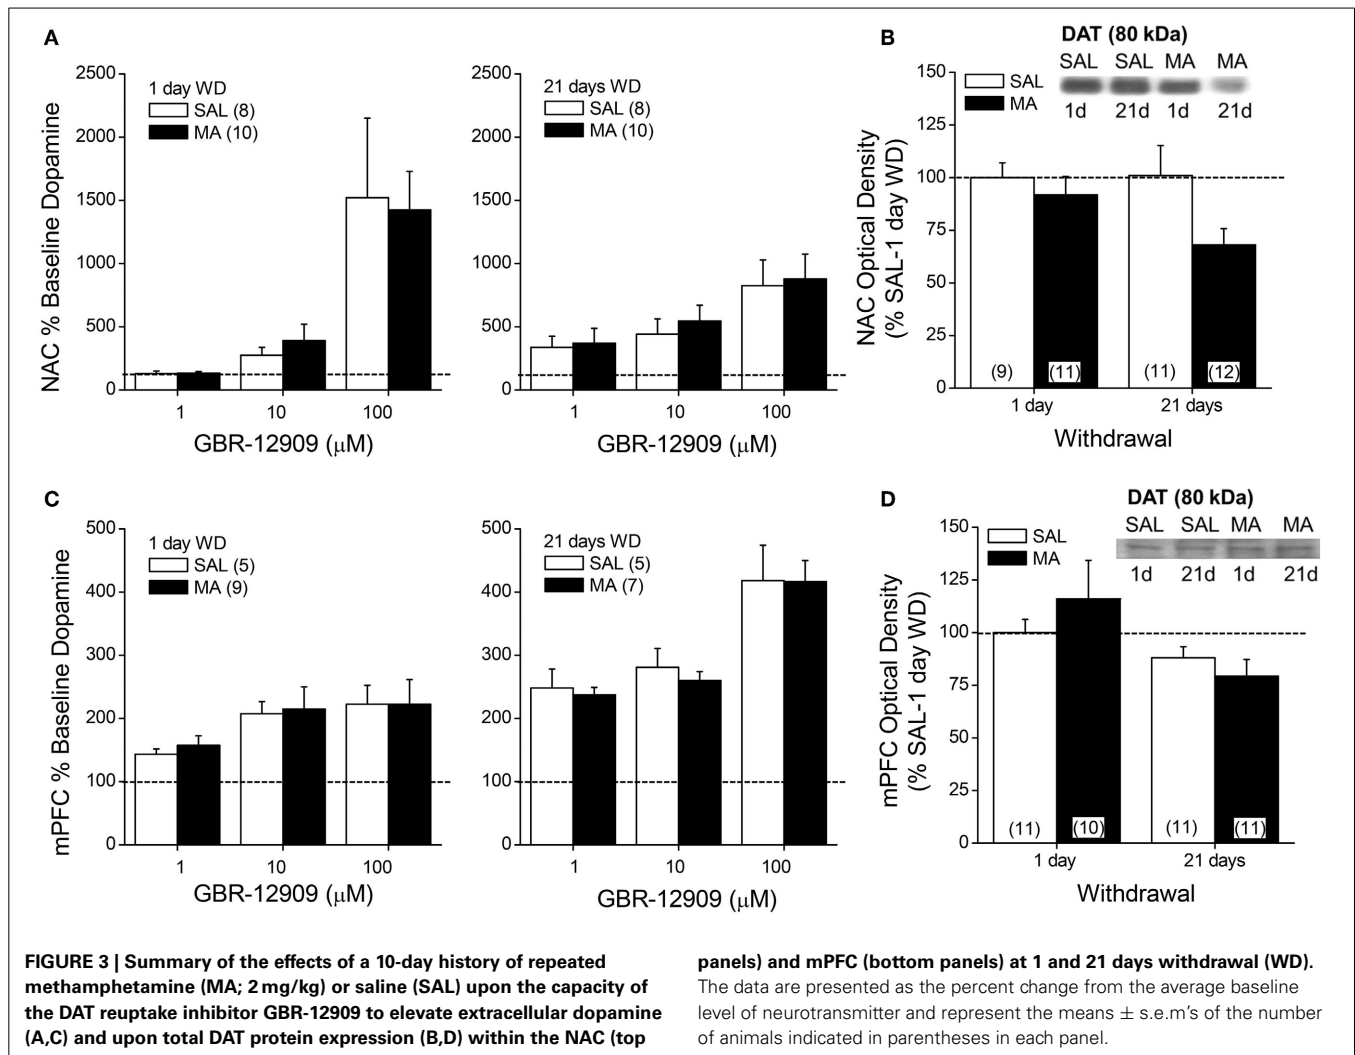 A
2500
2000
1500
1000
500
0
NAC % Baseline Dopamine
1 day WD
SAL (8)
MA (10)
1 10 100
GBR-12909 (μM)
2500
2000
1500
1000
500
0
21 days WD
SAL (8)
MA (10)
1 10 100
GBR-12909 (μM)
B
DAT (80 kDa)
SAL SAL MA MA
1d 21d 1d 21d
SAL
MA
150
125
100
75
50
25
0
NAC Optical Density
(% SAL-1 day WD)
(9) (11) (11) (12)
1 day 21 days
Withdrawal
C
500
400
300
200
100
0
mPFC % Baseline Dopamine
1 day WD
SAL (5)
MA (9)
1 10 100
GBR-12909 (μM)
500
400
300
200
100
0
21 days WD
SAL (5)
MA (7)
1 10 100
GBR-12909 (μM)
D
DAT (80 kDa)
SAL SAL MA MA
1d 21d 1d 21d
SAL
MA
150
125
100
75
50
25
0
mPFC Optical Density
(% SAL-1 day WD)
(11) (10) (11) (11)
1 day 21 days
Withdrawal
FIGURE 3 | Summary of the effects of a 10-day history of repeated
methamphetamine (MA; 2 mg/kg) or saline (SAL) upon the capacity of
the DAT reuptake inhibitor GBR-12909 to elevate extracellular dopamine
(A,C) and upon total DAT protein expression (B,D) within the NAC (top
panels) and mPFC (bottom panels) at 1 and 21 days withdrawal (WD).
The data are presented as the percent change from the average baseline
level of neurotransmitter and represent the means ± s.e.m's of the number
of animals indicated in parentheses in each panel.